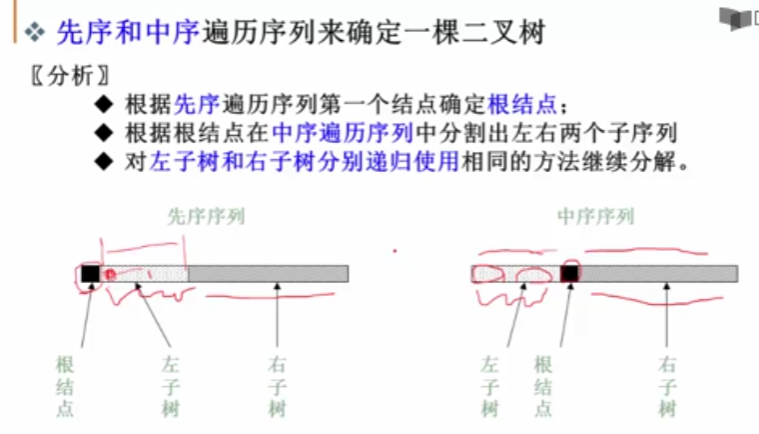 ❖ 先序和中序遍历序列来确定一棵二叉树
〖分析〗
◆ 根据先序遍历序列第一个结点确定根结点；
◆ 根据根结点在中序遍历序列中分割出左右两个子序列
◆ 对左子树和右子树分别递归使用相同的方法继续分解。
先序序列
中序序列
根结点
左子树
右子树
左子树
根结点
右子树